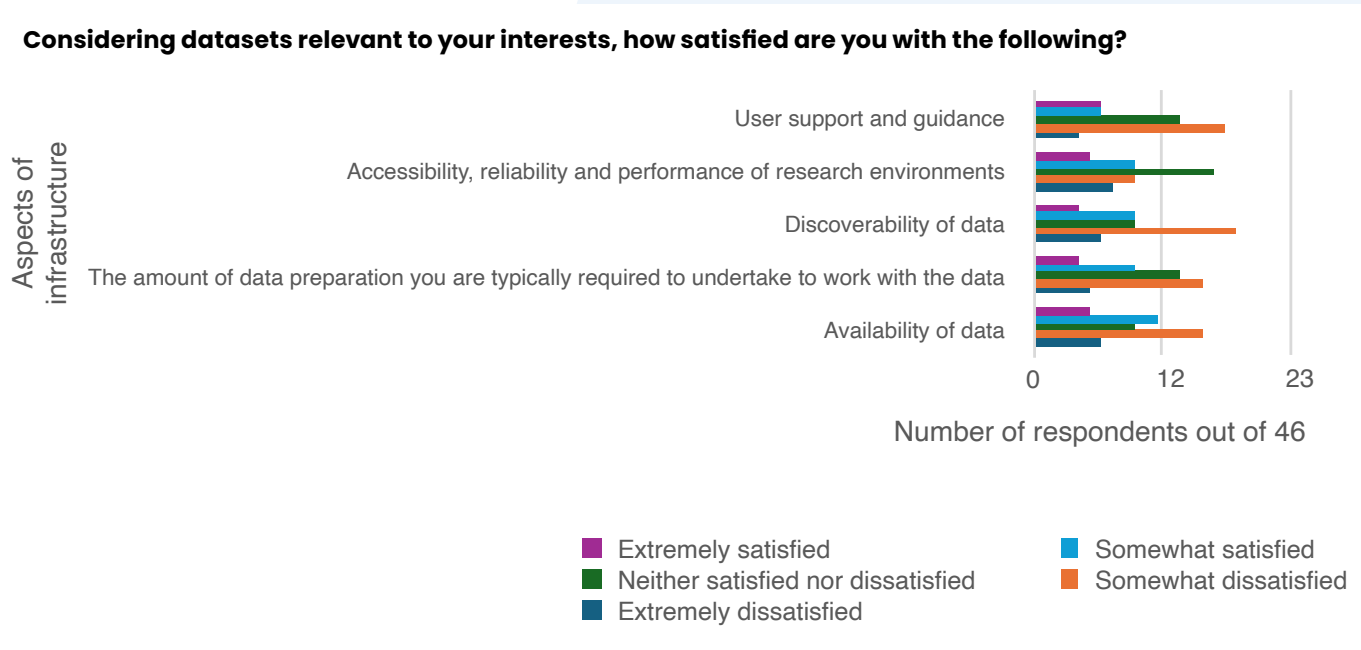 Considering datasets relevant to your interests, how satisfied are you with the following?
Aspects of
infrastructure
User support and guidance
Accessibility, reliability and performance of research environments
Discoverability of data
The amount of data preparation you are typically required to undertake to work with the data
Availability of data
0 12 23
Number of respondents out of 46
Extremely satisfied Somewhat satisfied
Neither satisfied nor dissatisfied Somewhat dissatisfied
Extremely dissatisfied